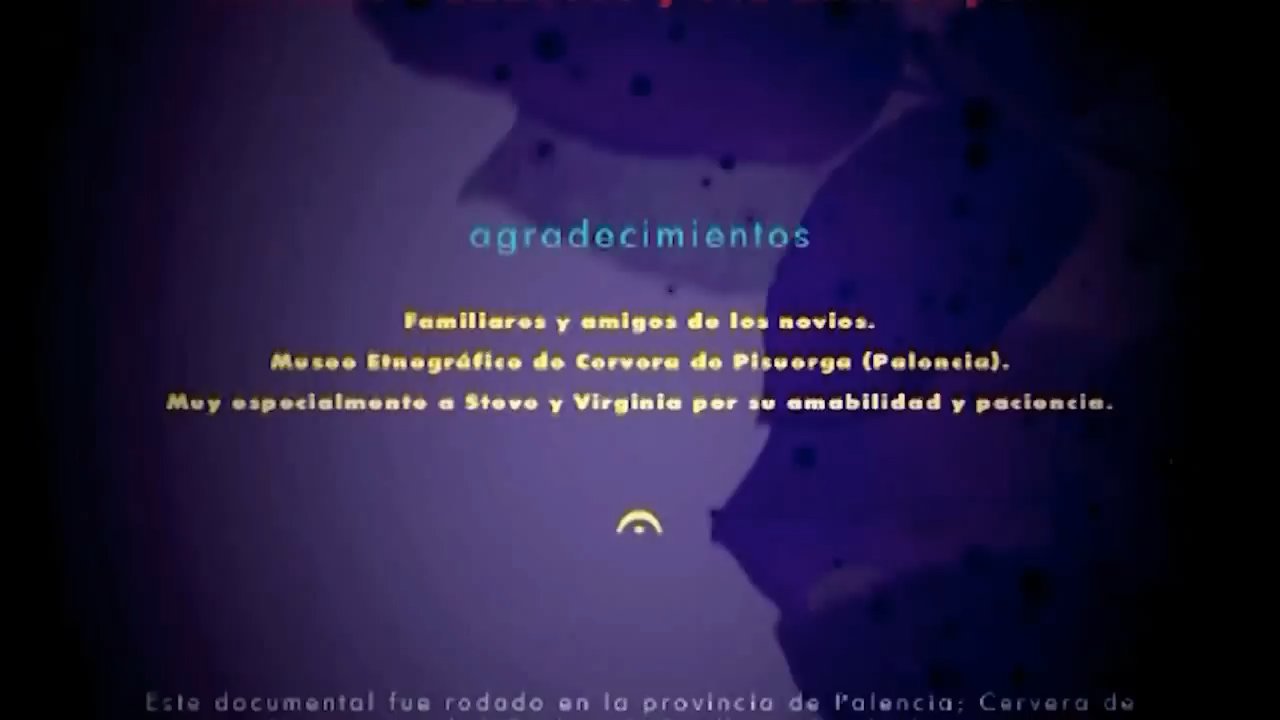 agradecimientos
Familiares y amigos de los novios.
Museo Etnográfico de Cervera de Pisuerga (Palencia).
Muy especialmente a Steve y Virginia por su amabilidad y paciencia.
Este documental fue rodado en la provincia de Palencia; Cervera de